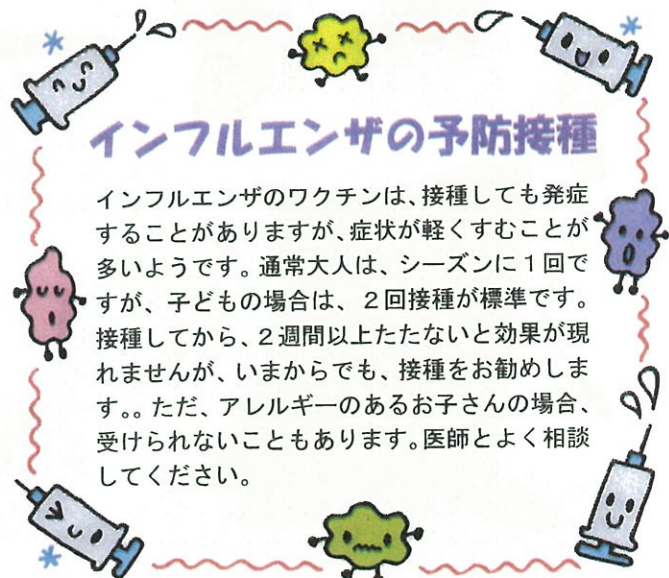 インフルエンザの予防接種
インフルエンザのワクチンは、接種しても発症
することがありますが、症状が軽くすむことが
多いようです。通常大人は、シーズンに１回で
すが、子どもの場合は、２回接種が標準です。
接種してから、２週間以上たたないと効果が現
れませんが、いまからでも、接種をお勧めしま
す。。ただ、アレルギーのあるお子さんの場合、
受けられないこともあります。医師とよく相談
してください。